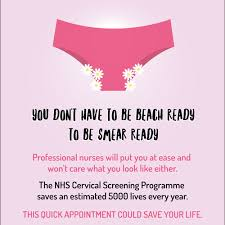 YOU DONT HAVE TO BE BEACH READY
TO BE SMEAR READY
Professional nurses will put you at ease and
won't care what you look like either.
The NHS Cervical Screening Programme
saves an estimated 5000 lives every year.
THIS QUICK APPOINTMENT COULD SAVE YOUR LIFE.